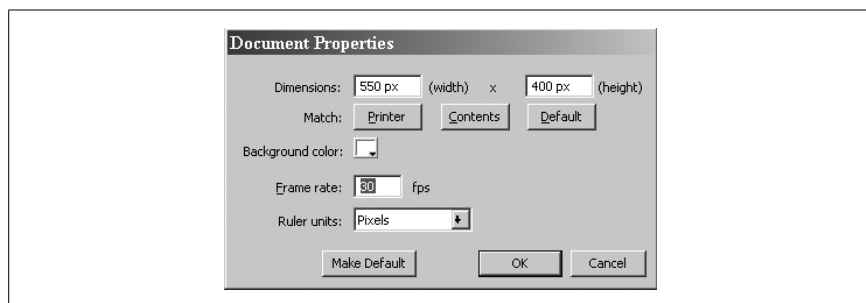 Document Properties
Dimensions: 550 px (width) x 400 px (height)
Match: Printer Contents Default
Background color:
Frame rate: 30 fps
Ruler units: Pixels
Make Default OK Cancel